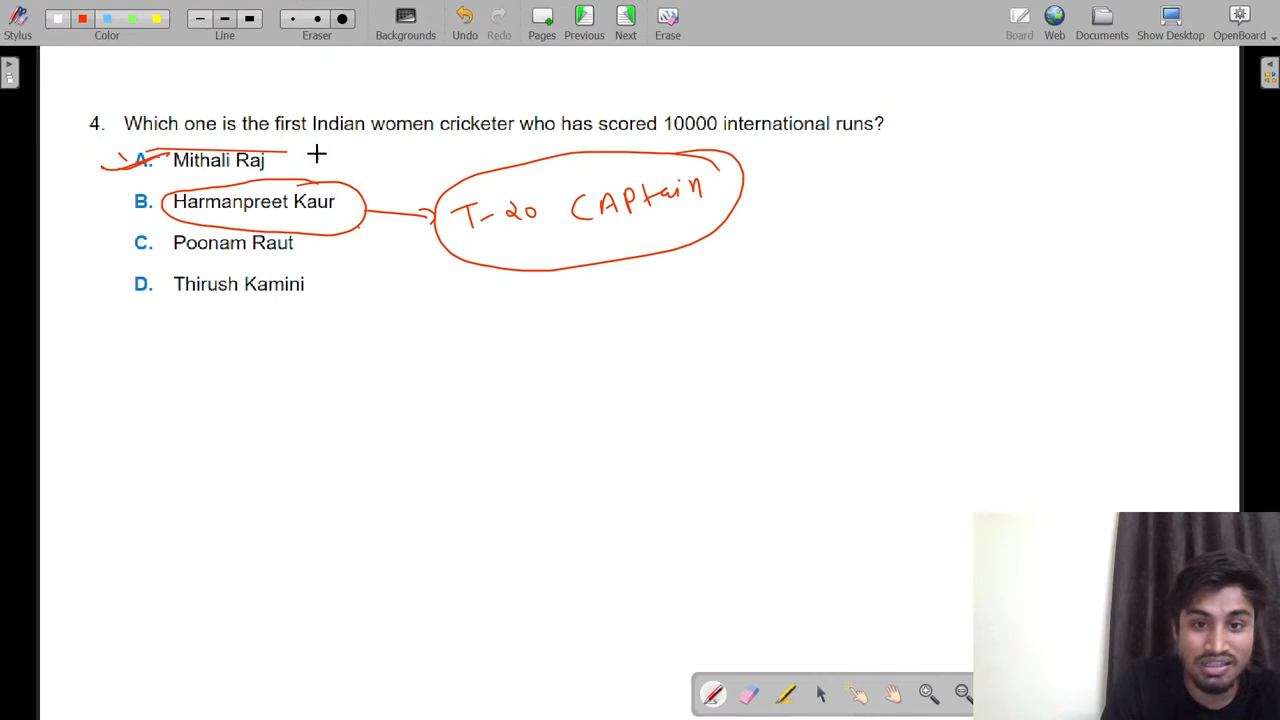 Stylus Color Line Eraser Backgrounds Undo Redo Pages Previous Next Erase Board Web Documents Show Desktop OpenBoard
4. Which one is the first Indian women cricketer who has scored 10000 international runs?
A. Mithali Raj
B. Harmanpreet Kaur
T-20 CAPtain
C. Poonam Raut
D. Thirush Kamini